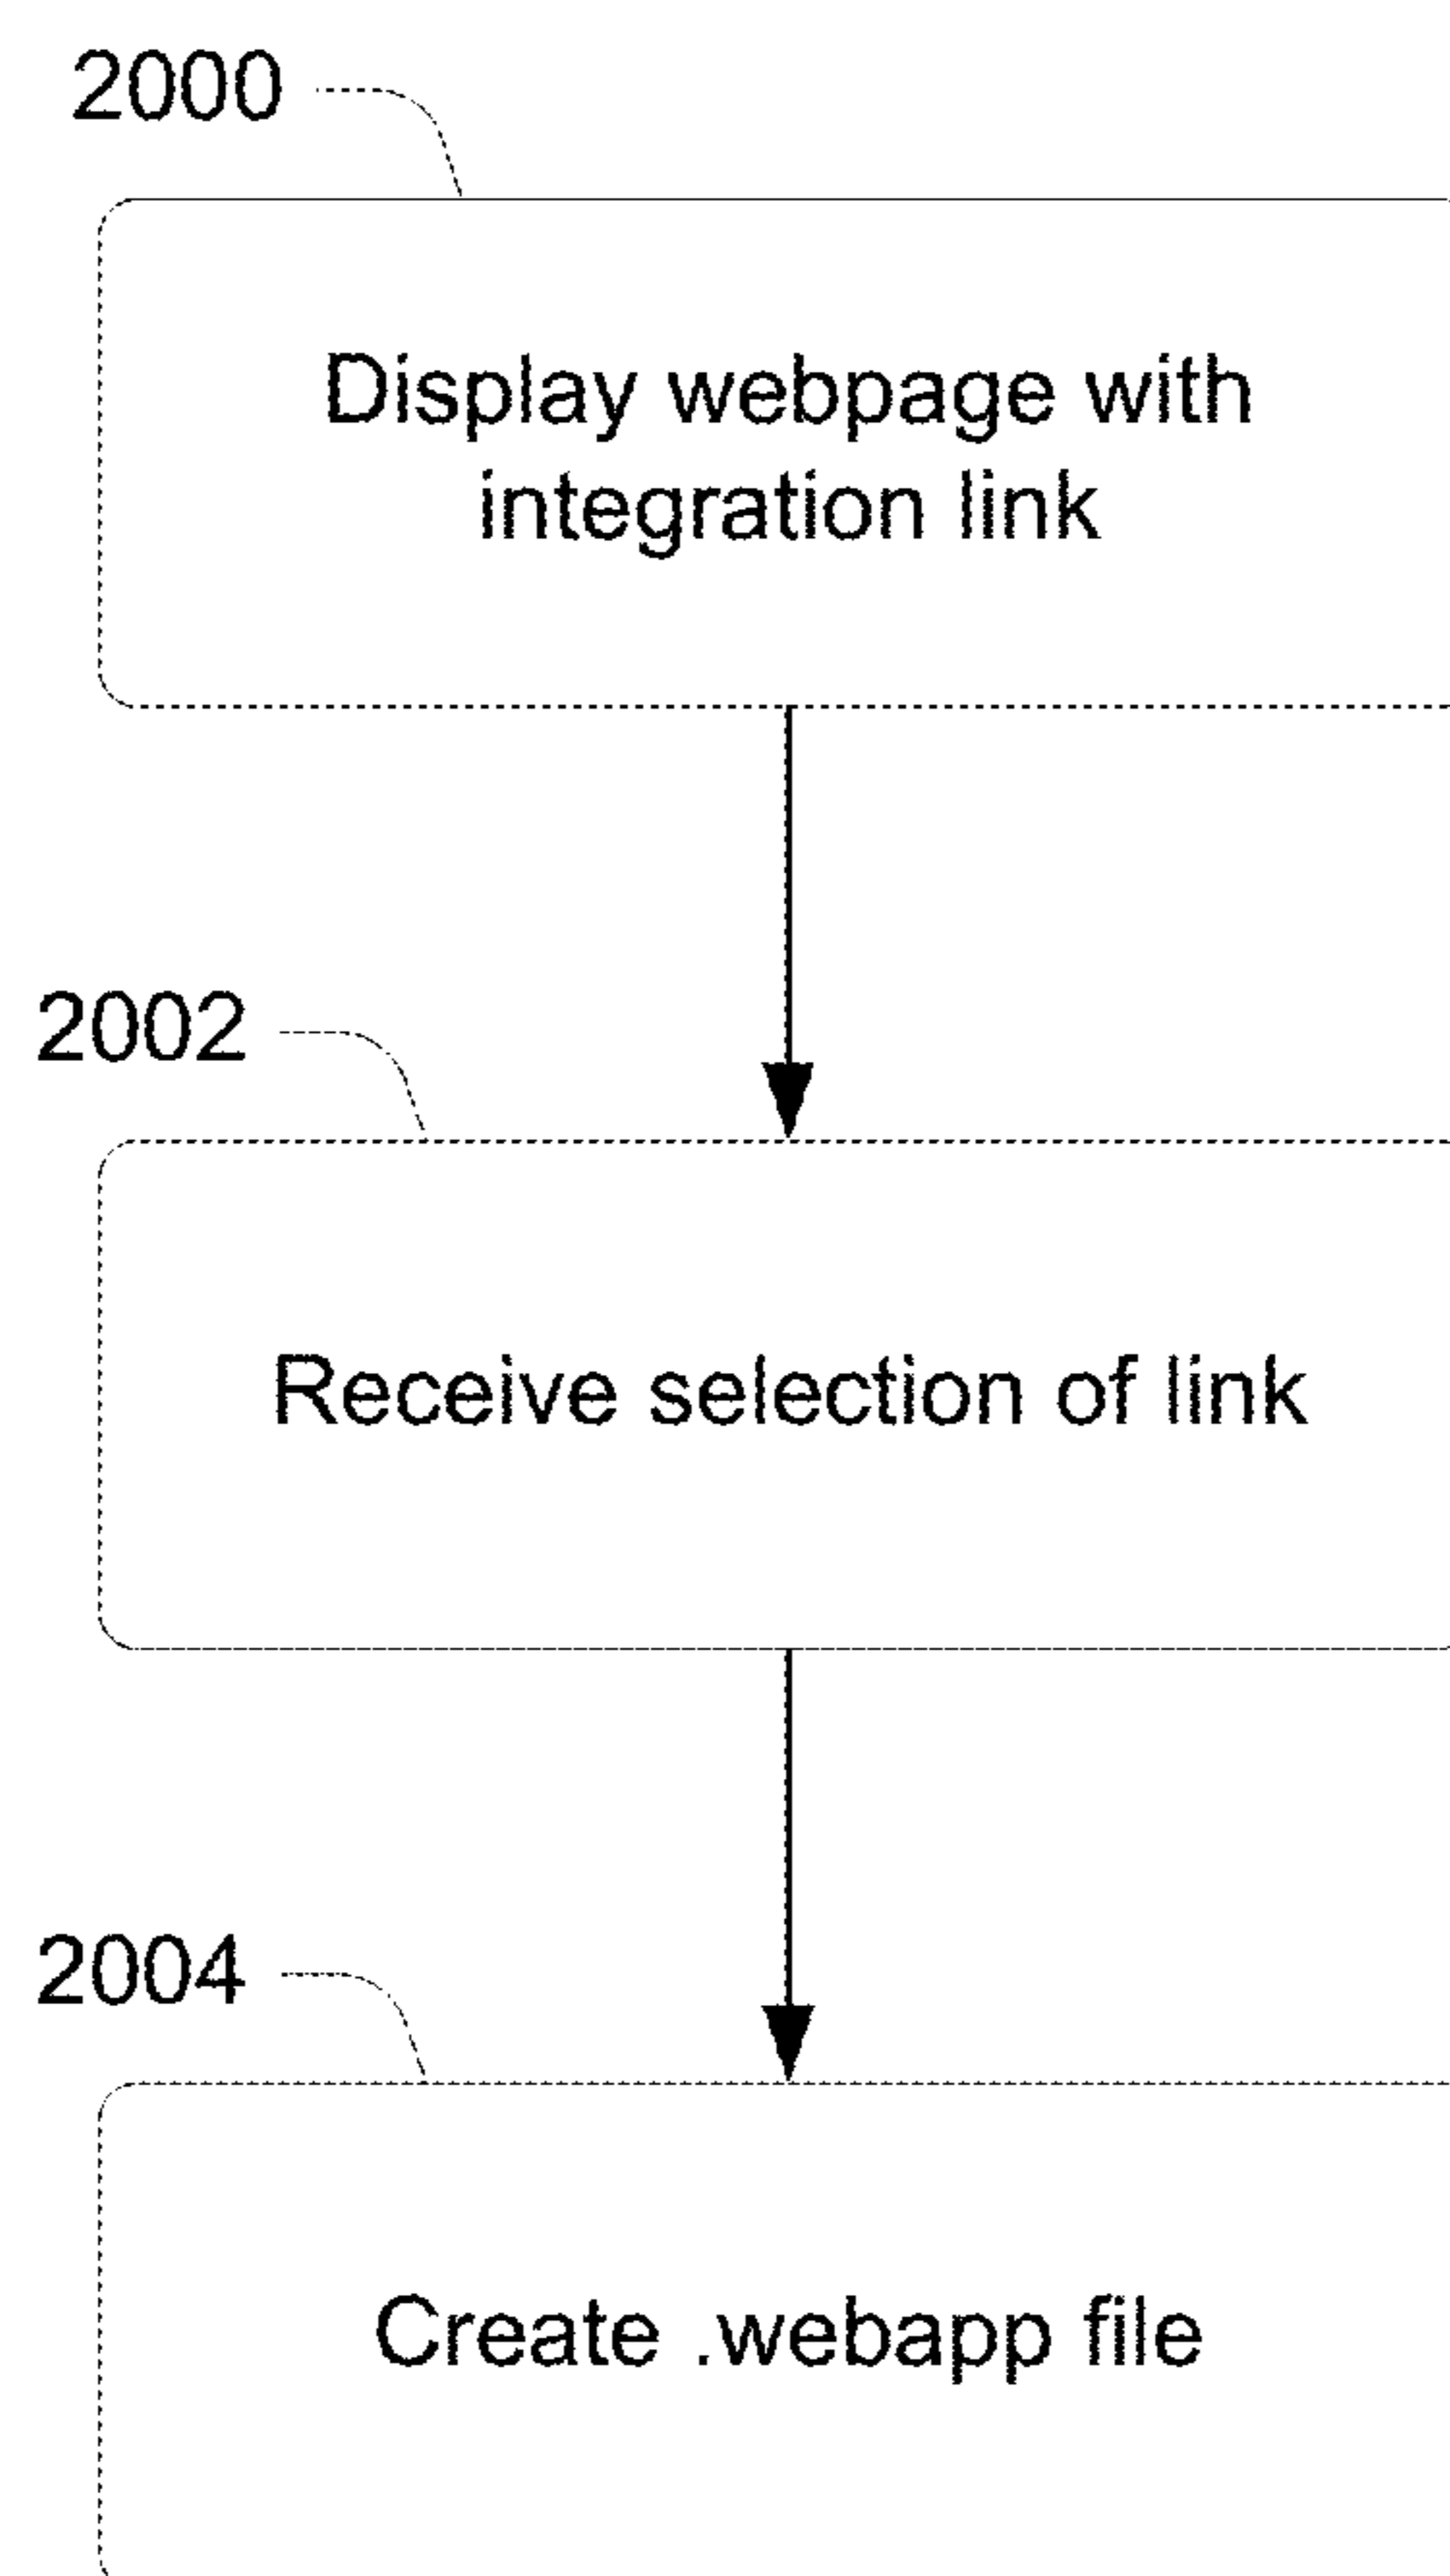 2000
Display webpage with
integration link
2002
Receive selection of link
2004
Create .webapp file